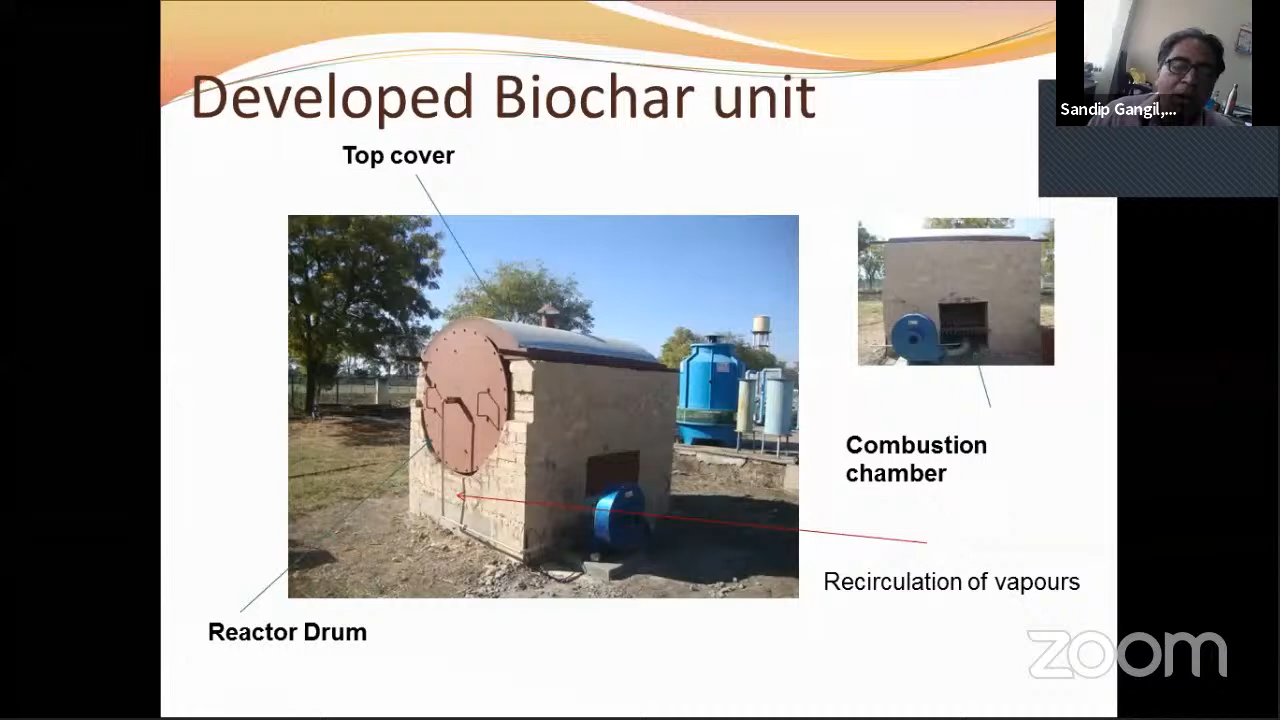 Developed Biochar unit
Sandip Gangil,...
Top cover
Combustion
chamber
Recirculation of vapours
Reactor Drum
zoom